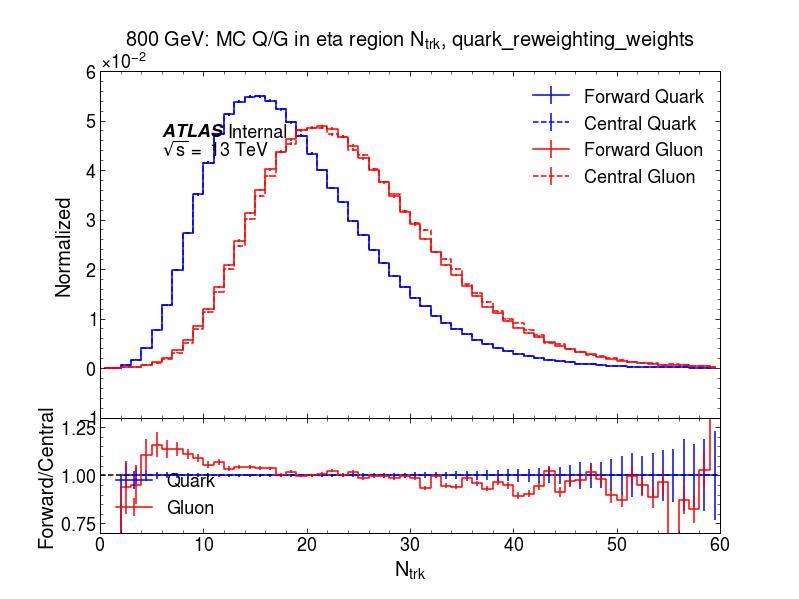 800 GeV: MC Q/G in eta region N_trk, quark_reweighting_weights
×10⁻²
6
5
4
3
2
1
0
−1
Normalized
ATLAS Internal
√s = 13 TeV
Forward Quark
Central Quark
Forward Gluon
Central Gluon
1.25
1.00
0.75
Forward/Central
Quark
Gluon
0 10 20 30 40 50 60
N_trk